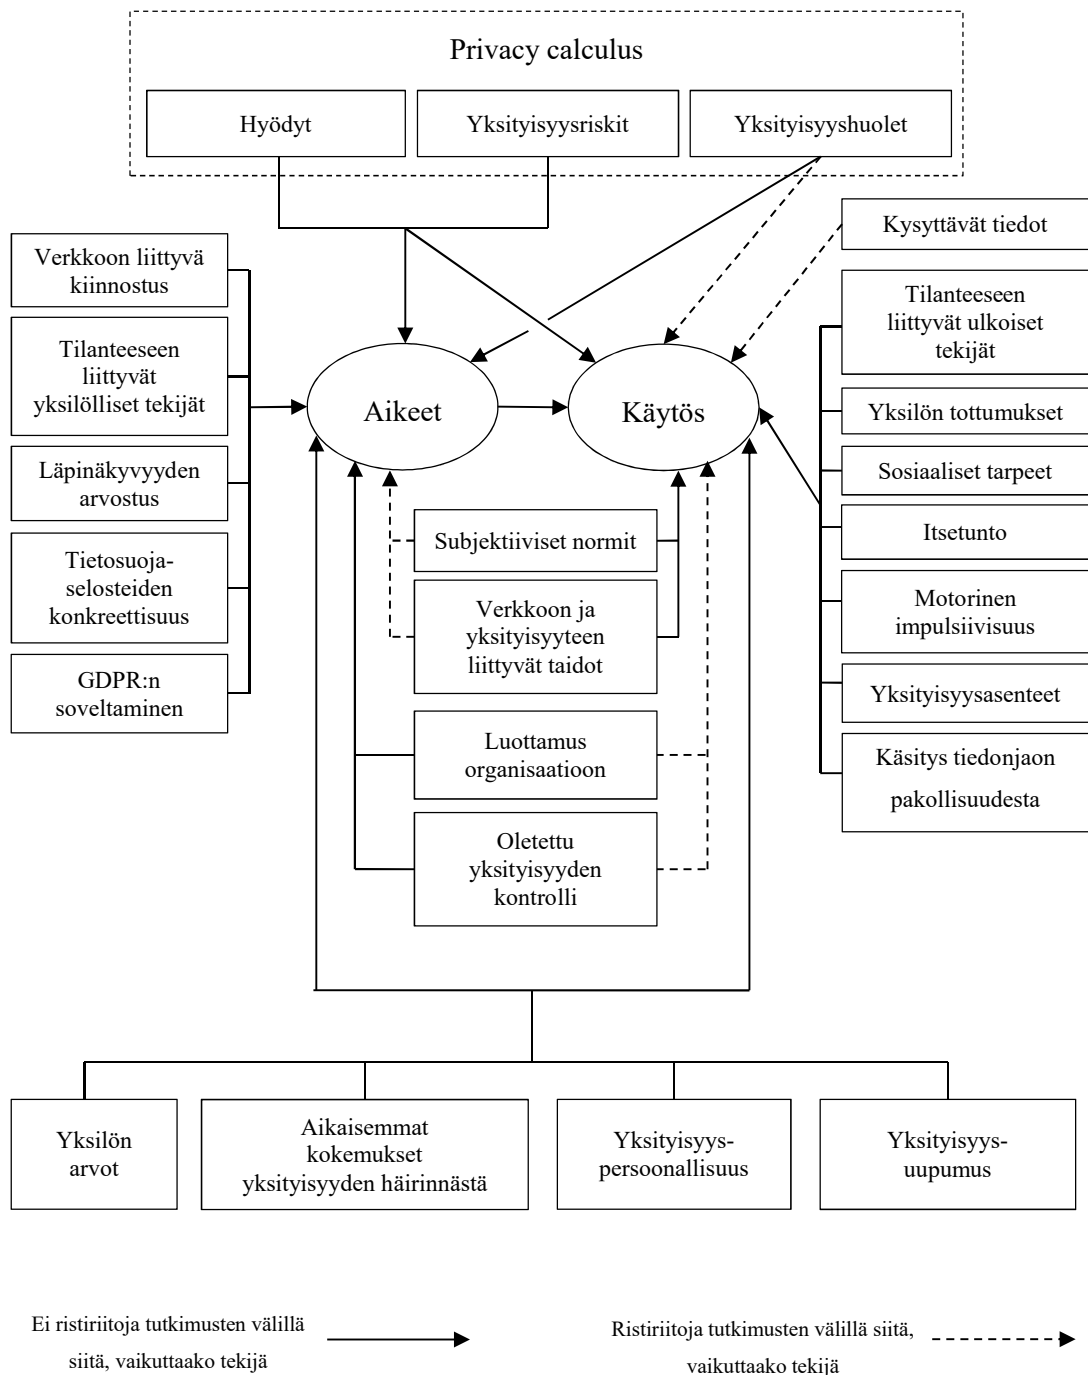 Privacy calculus
Hyödyt
Yksityisyysriskit
Yksityisyyshuolet
Kysyttävät tiedot
Verkkoon liittyvä
kiinnostus
Tilanteeseen
liittyvät
yksilölliset tekijät
Läpinäkyvyyden
arvostus
Tietosuoja-
selosteiden
konkreettisuus
GDPR:n
soveltaminen
Aikeet
Käytös
Tilanteeseen
liittyvät ulkoiset
tekijät
Yksilön tottumukset
Sosiaaliset tarpeet
Itsetunto
Motorinen
impulsiivisuus
Yksityisyysasenteet
Käsitys tiedonjaon
pakollisuudesta
Subjektiiviset normit
Verkkoon ja
yksityisyyteen
liittyvät taidot
Luottamus
organisaatioon
Oletettu
yksityisyyden
kontrolli
Yksilön
arvot
Aikaisemmat
kokemukset
yksityisyyden häirinnästä
Yksityisyys-
persoonallisuus
Yksityisyys-
uupumus
Ei ristiriitoja tutkimusten välillä
siitä, vaikuttaako tekijä
Ristiriitoja tutkimusten välillä siitä,
vaikuttaako tekijä